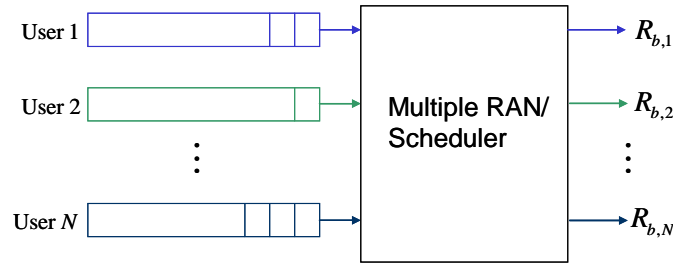 User 1
R_{b,1}
User 2
Multiple RAN/
Scheduler
R_{b,2}
User N
R_{b,N}